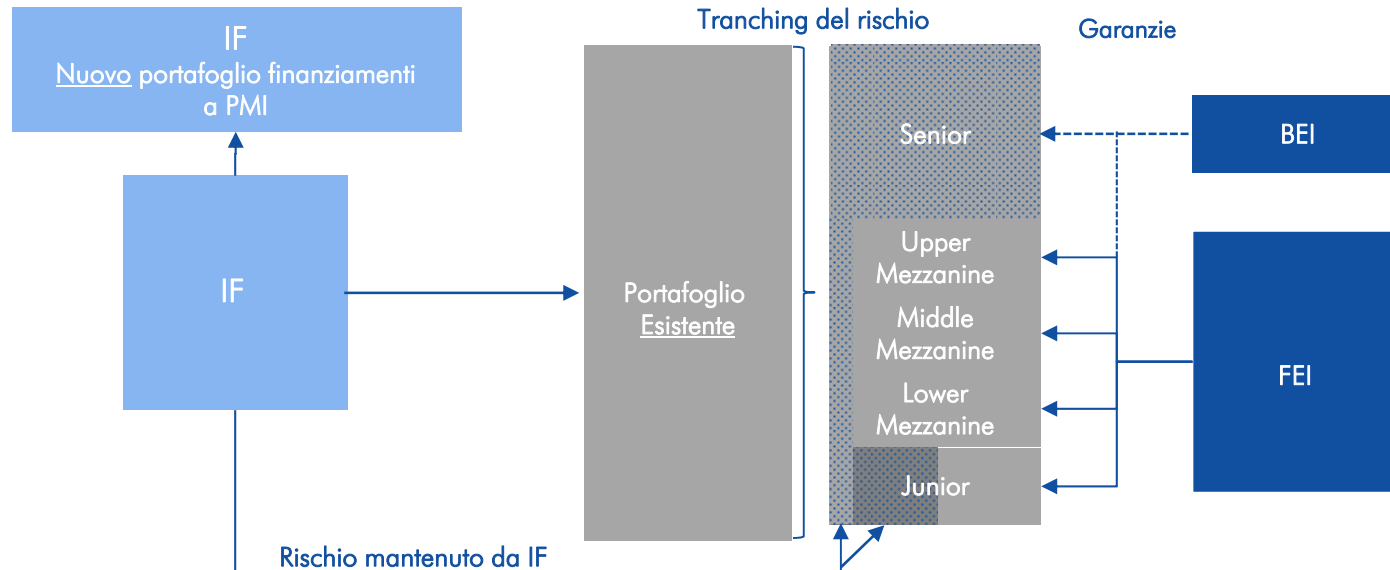 Tranching del rischio
Garanzie
IF
Nuovo portafoglio finanziamenti
a PMI
IF
Portafoglio
Esistente
Senior
Upper
Mezzanine
Middle
Mezzanine
Lower
Mezzanine
Junior
BEI
FEI
Rischio mantenuto da IF